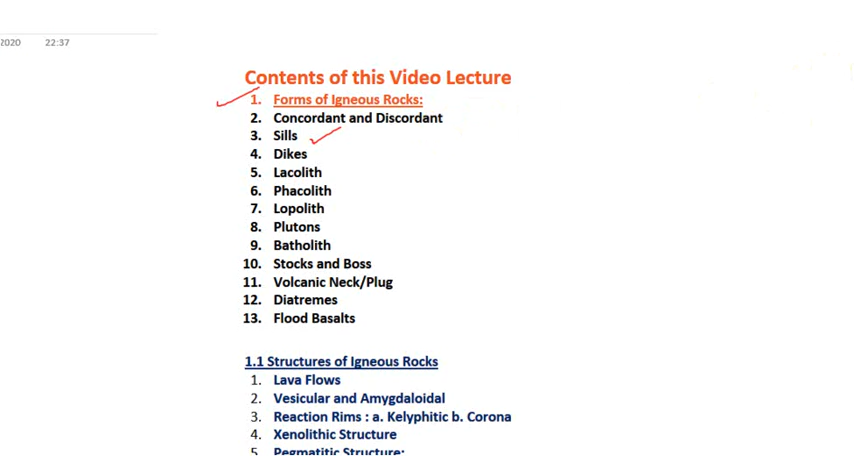 2020 22:37
Contents of this Video Lecture
1. Forms of Igneous Rocks:
2. Concordant and Discordant
3. Sills
4. Dikes
5. Lacolith
6. Phacolith
7. Lopolith
8. Plutons
9. Batholith
10. Stocks and Boss
11. Volcanic Neck/Plug
12. Diatremes
13. Flood Basalts
1.1 Structures of Igneous Rocks
1. Lava Flows
2. Vesicular and Amygdaloidal
3. Reaction Rims : a. Kelyphitic b. Corona
4. Xenolithic Structure
5. Pegmatitic Structure: